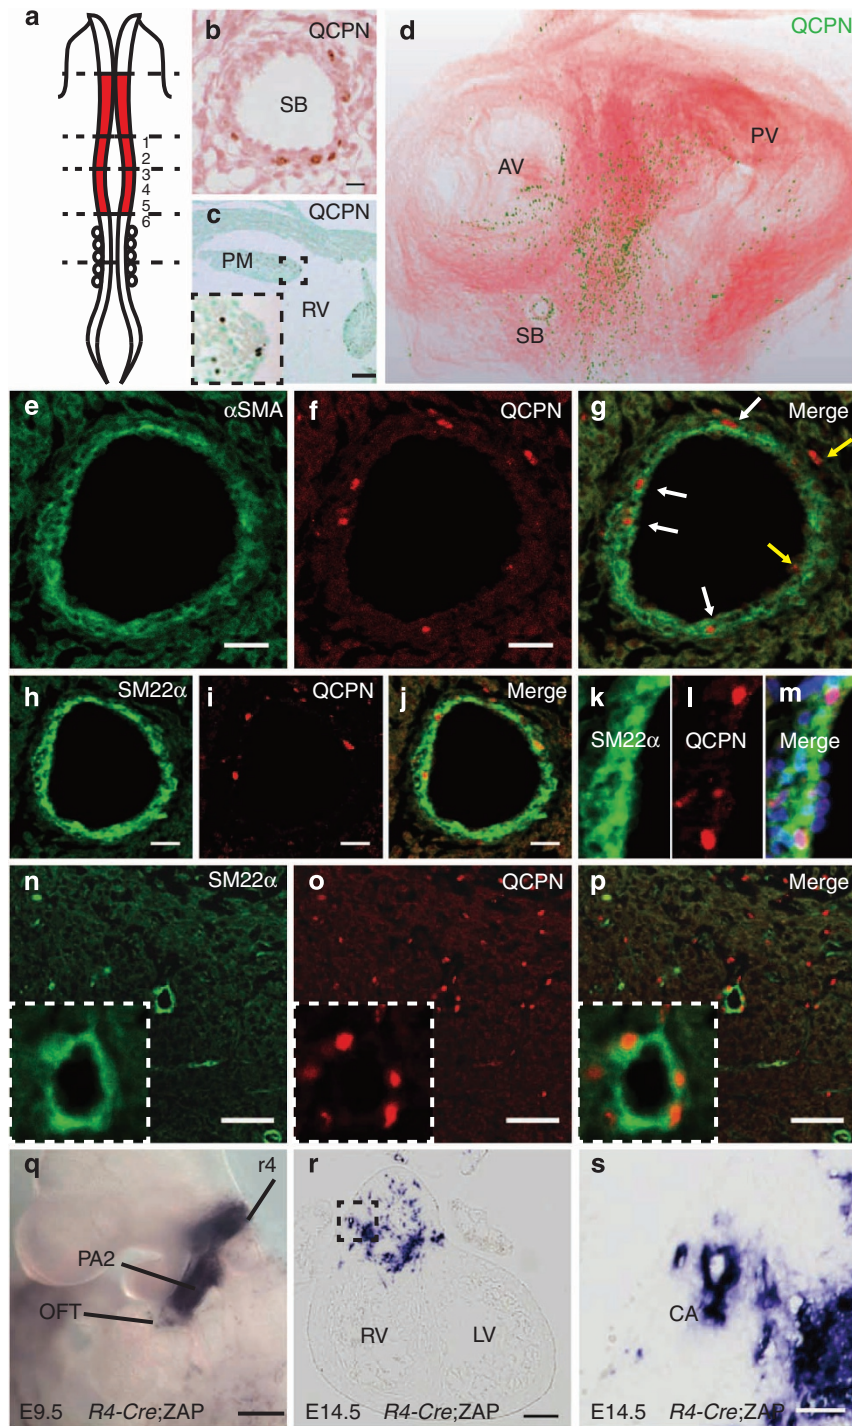 a
1
2
3
4
5
6
b
QCPN
SB
c
QCPN
PM
RV
d
QCPN
AV
PV
SB
e
αSMA
f
QCPN
g
Merge
h
SM22α
i
QCPN
j
Merge
k
SM22α
l
QCPN
m
Merge
n
SM22α
o
QCPN
p
Merge
q
r4
PA2
OFT
E9.5 R4-Cre;ZAP
r
RV
LV
E14.5 R4-Cre;ZAP
s
CA
E14.5 R4-Cre;ZAP